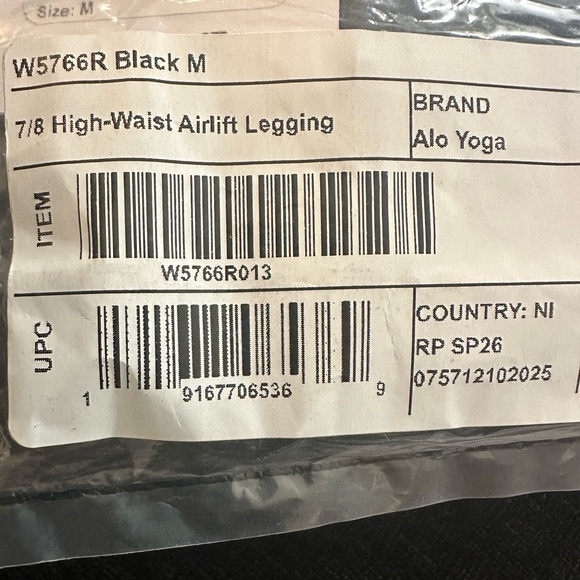 Size: M
W5766R Black M
7/8 High-Waist Airlift Legging
BRAND
Alo Yoga
ITEM
W5766R013
UPC
1 9167706536 9
COUNTRY: NI
RP SP26
075712102025